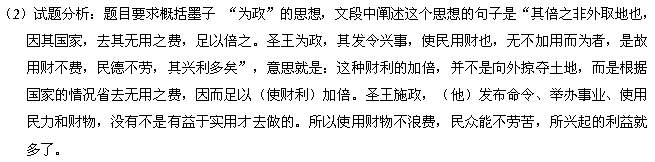 （2）试题分析：题目要求概括墨子 “为政”的思想，文段中阐述这个思想的句子是“其倍之非外取地也，
因其国家，去其无用之费，足以倍之。圣王为政，其发令兴事，使民用财也，无不加用而为者，是故
用财不费，民德不劳，其兴利多矣”，意思就是：这种财利的加倍，并不是向外掠夺土地，而是根据
国家的情况省去无用之费，因而足以（使财利）加倍。圣王施政，（他）发布命令、举办事业、使用
民力和财物，没有不是有益于实用才去做的。所以使用财物不浪费，民众能不劳苦，所兴起的利益就
多了。